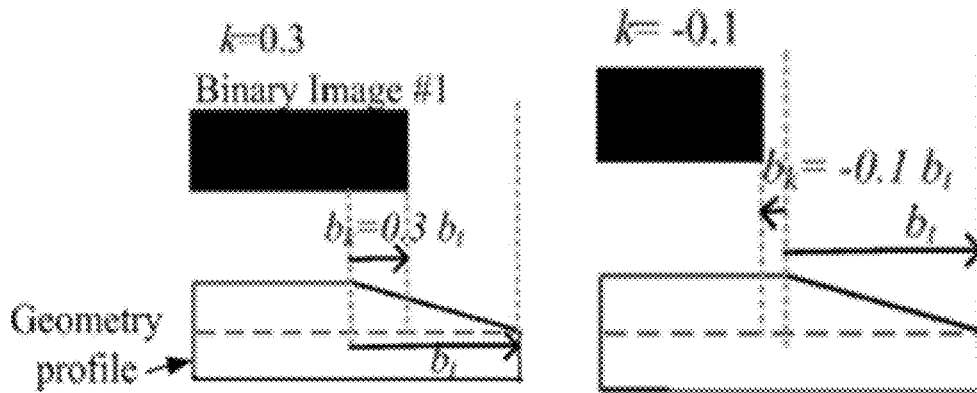 k=0.3
Binary Image #1
b_k=0.3 b_t
Geometry
profile
b_t
k= -0.1
b_k= -0.1 b_t
b_t